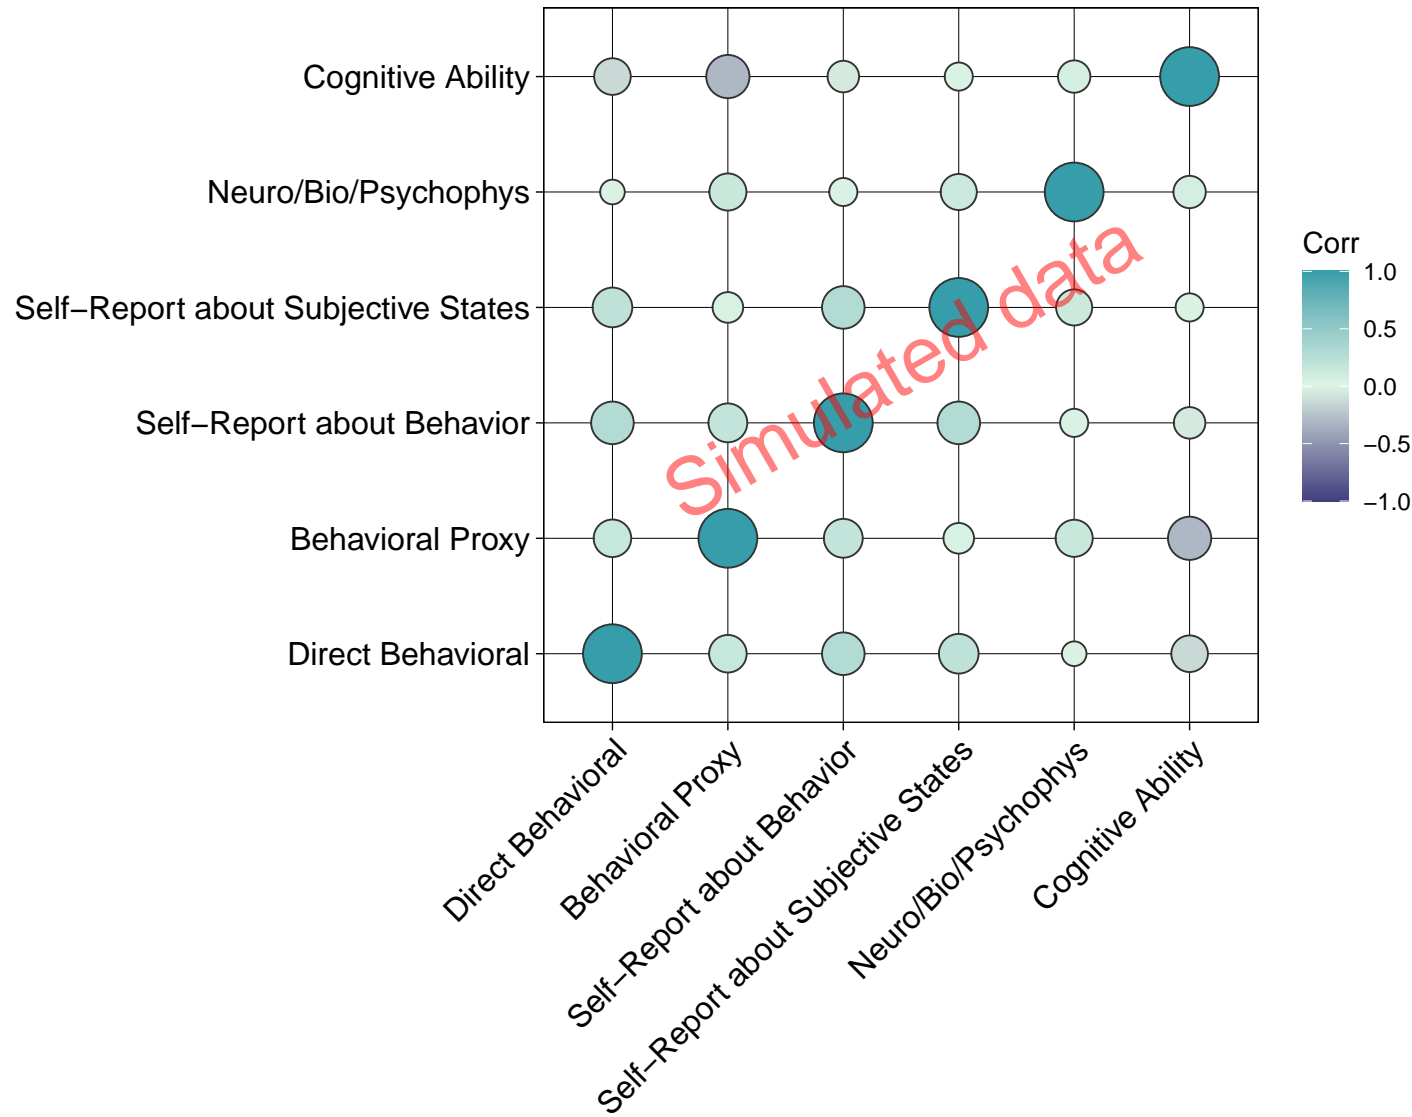 Cognitive Ability
Neuro/Bio/Psychophys
Self−Report about Subjective States
Self−Report about Behavior
Behavioral Proxy
Direct Behavioral
Simulated data
Direct Behavioral
Behavioral Proxy
Self−Report about Behavior
Self−Report about Subjective States
Neuro/Bio/Psychophys
Cognitive Ability
Corr
1.0
0.5
0.0
−0.5
−1.0